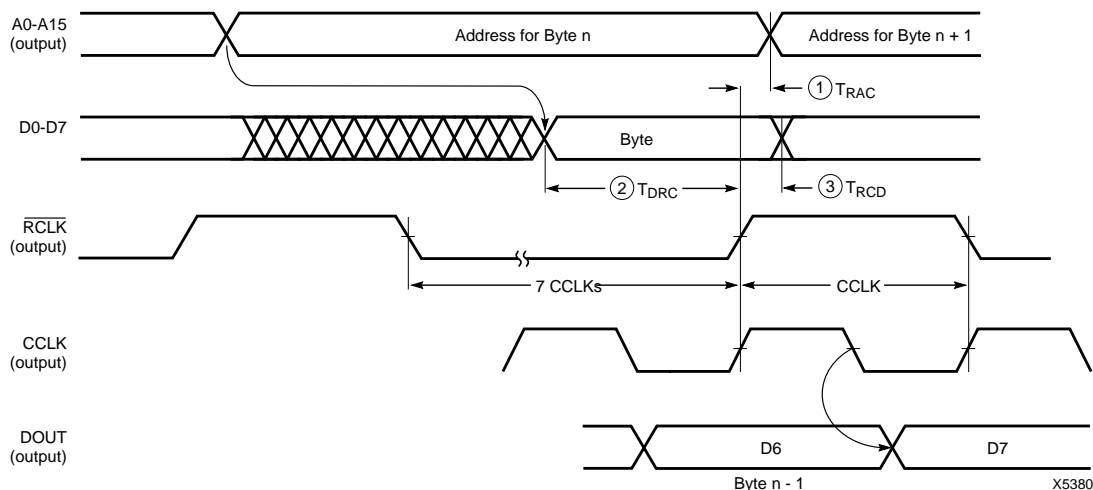 A0-A15
(output)
Address for Byte n
Address for Byte n + 1
1 TRAC
D0-D7
Byte
2 TDRC
3 TRCD
RCLK
(output)
7 CCLKs
CCLK
CCLK
(output)
DOUT
(output)
D6
D7
Byte n - 1
X5380